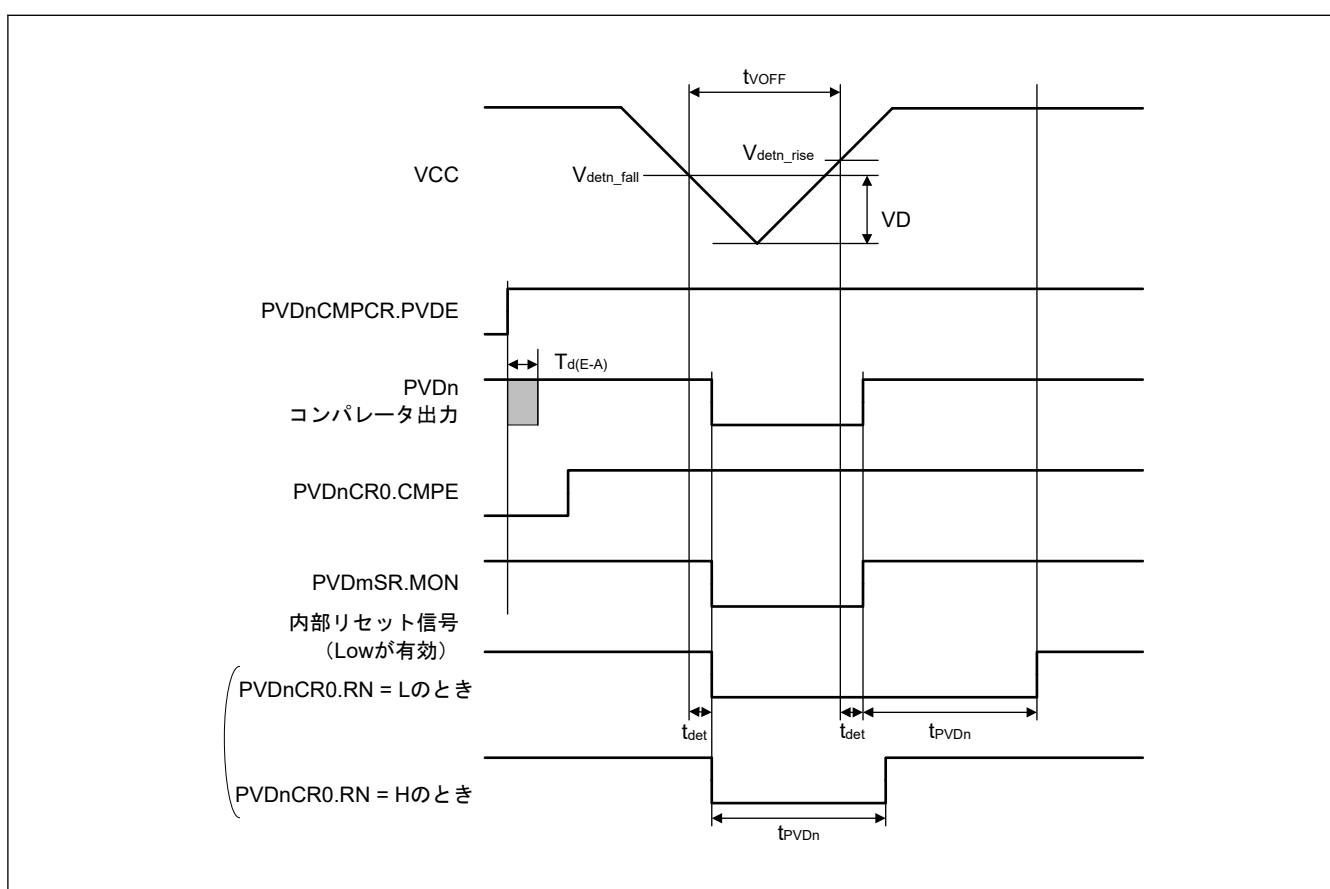 tVOFF
Vdetn_rise
VCC
Vdetn_fall
VD
PVDnCMPCR.PVDE
Td(E-A)
PVDn
コンパレータ出力
PVDnCR0.CMPE
PVDmSR.MON
内部リセット信号
（Lowが有効）
PVDnCR0.RN = Lのとき
tdet
tdet
tPVDn
PVDnCR0.RN = Hのとき
tPVDn